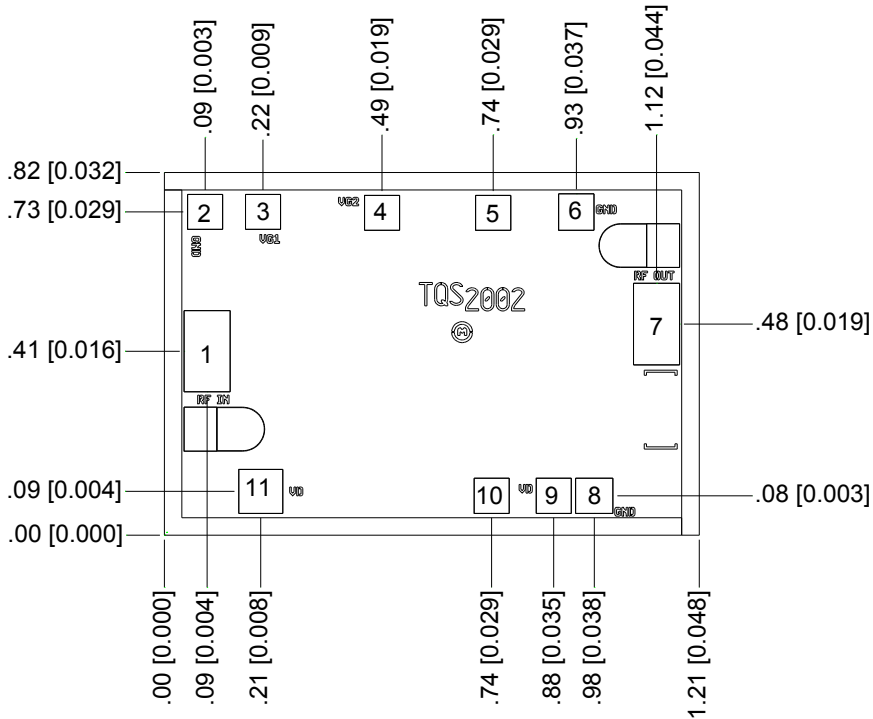 .09 [0.003]
.22 [0.009]
.49 [0.019]
.74 [0.029]
.93 [0.037]
1.12 [0.044]
.82 [0.032]
.73 [0.029]
2
3
VG2
4
5
6
GND
GND
VG1
RF OUT
TQS2002
M
7
.48 [0.019]
.41 [0.016]
1
RF IN
.09 [0.004]
11
VD
10
VD
9
8
GND
.08 [0.003]
.00 [0.000]
.00 [0.000]
.09 [0.004]
.21 [0.008]
.74 [0.029]
.88 [0.035]
.98 [0.038]
1.21 [0.048]